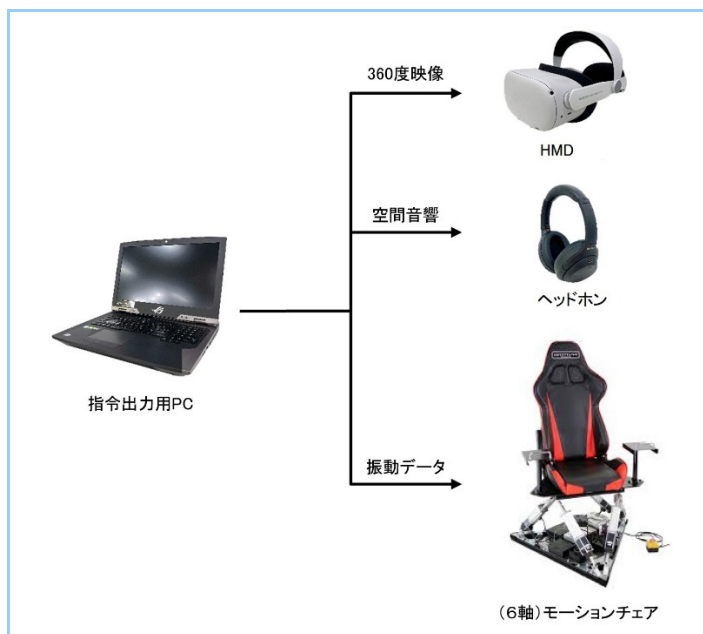 360度映像
HMD
空間音響
ヘッドホン
指令出力用PC
振動データ
(6軸)モーションチェア